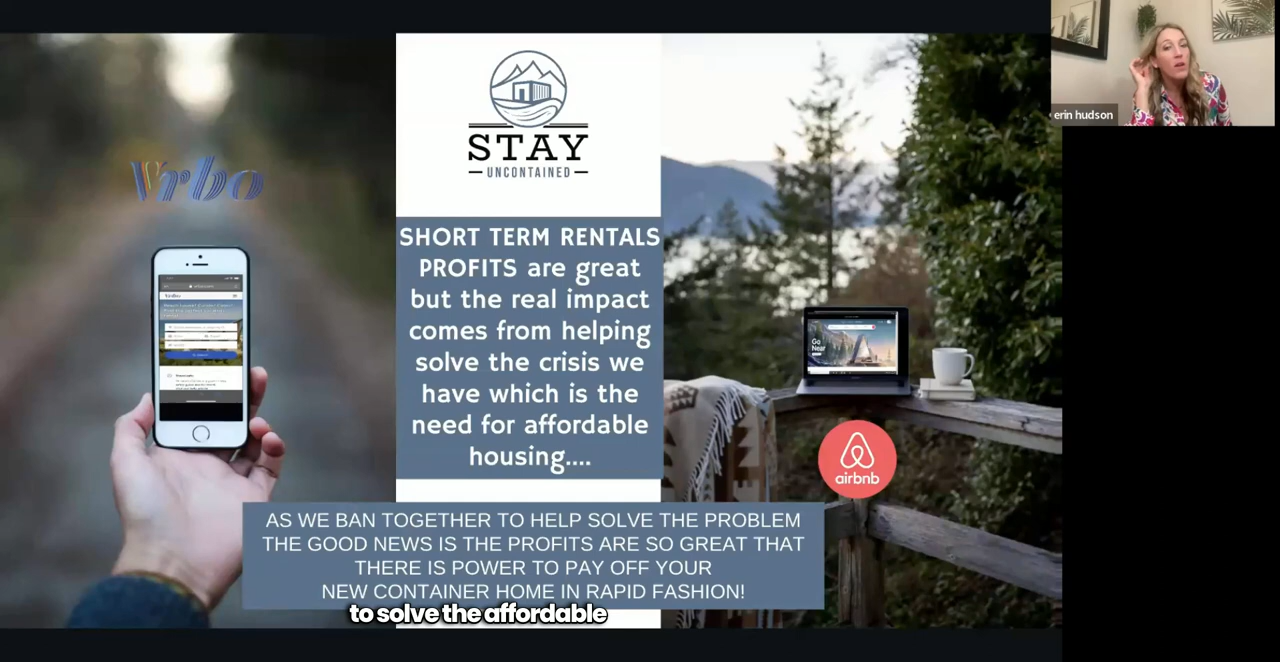 Vrbo
STAY
UNCONTAINED
SHORT TERM RENTALS
PROFITS are great
but the real impact
comes from helping
solve the crisis we
have which is the
need for affordable
housing....
Go
Near
airbnb
AS WE BAN TOGETHER TO HELP SOLVE THE PROBLEM
THE GOOD NEWS IS THE PROFITS ARE SO GREAT THAT
THERE IS POWER TO PAY OFF YOUR
NEW CONTAINER HOME IN RAPID FASHION!
to solve the affordable
erin hudson